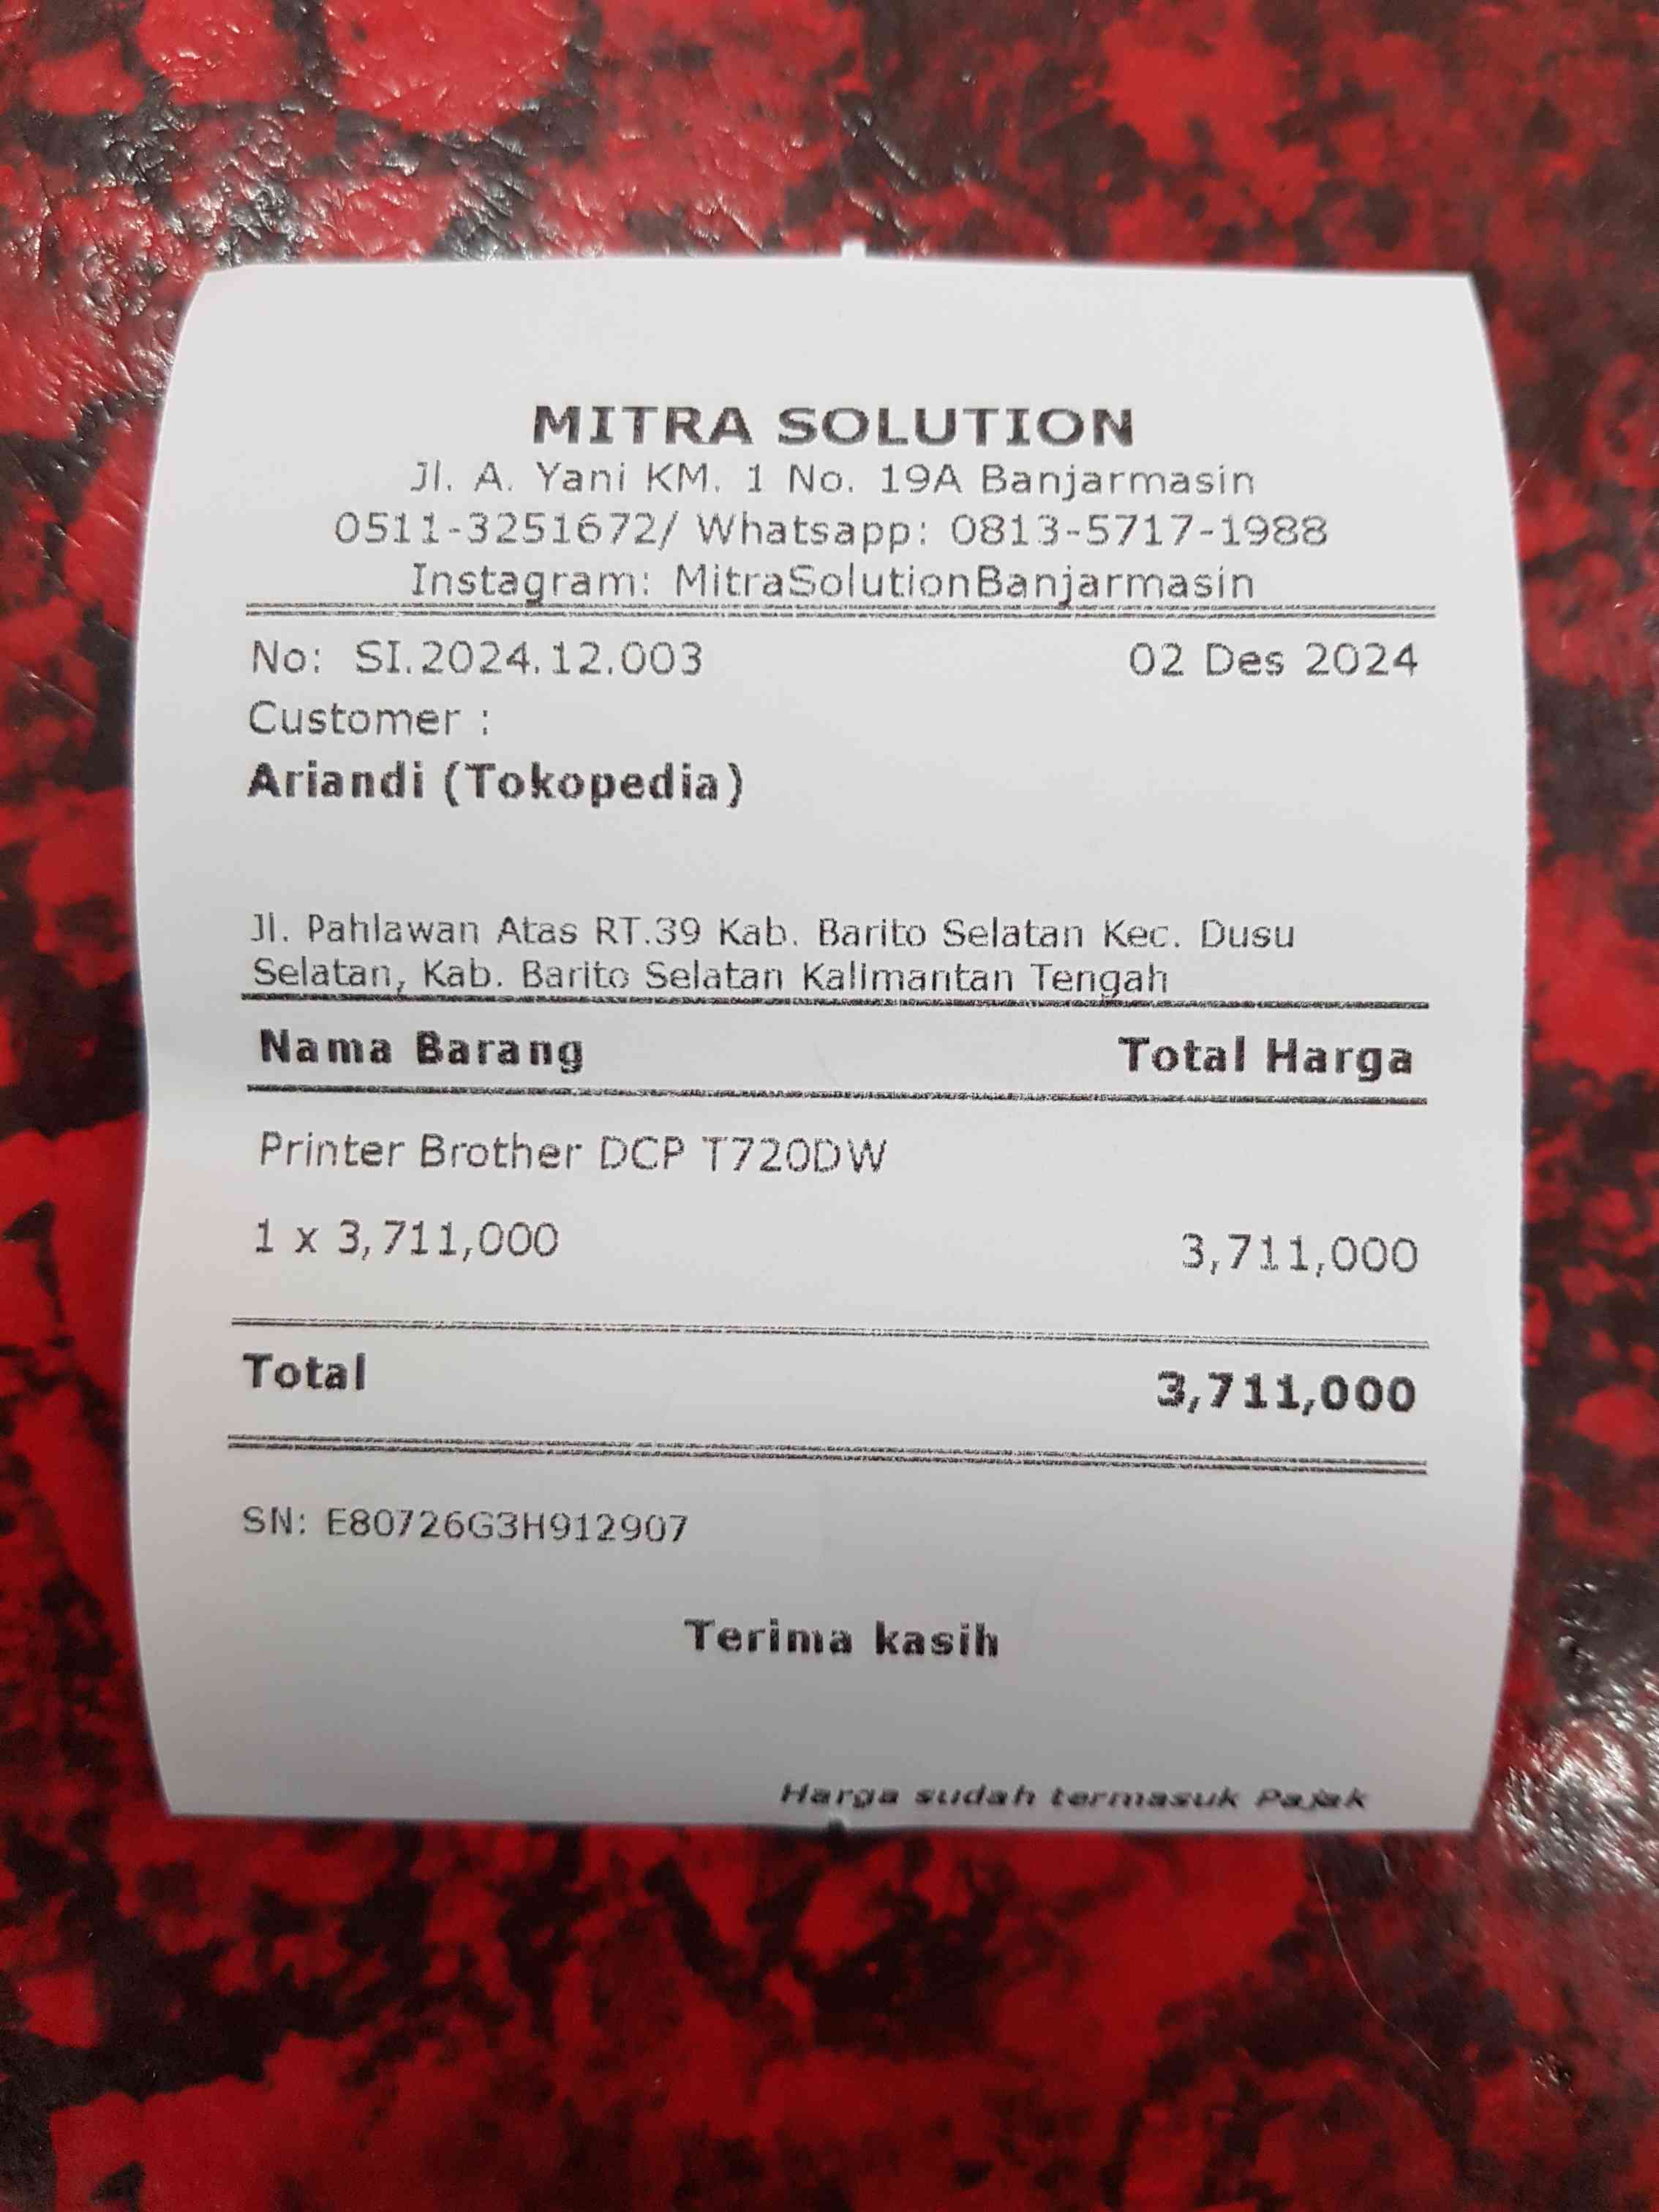 MITRA SOLUTION
Jl. A. Yani KM. 1 No. 19A Banjarmasin
0511-3251672/ Whatsapp: 0813-5717-1988
Instagram: MitraSolutionBanjarmasin
No: SI.2024.12.003 02 Des 2024
Customer :
Ariandi (Tokopedia)
Jl. Pahlawan Atas RT.39 Kab. Barito Selatan Kec. Dusu
Selatan, Kab. Barito Selatan Kalimantan Tengah
Nama Barang Total Harga
Printer Brother DCP T720DW
1 x 3,711,000 3,711,000
Total 3,711,000
SN: E80726G3H912907
Terima kasih
Harga sudah termasuk Pajak